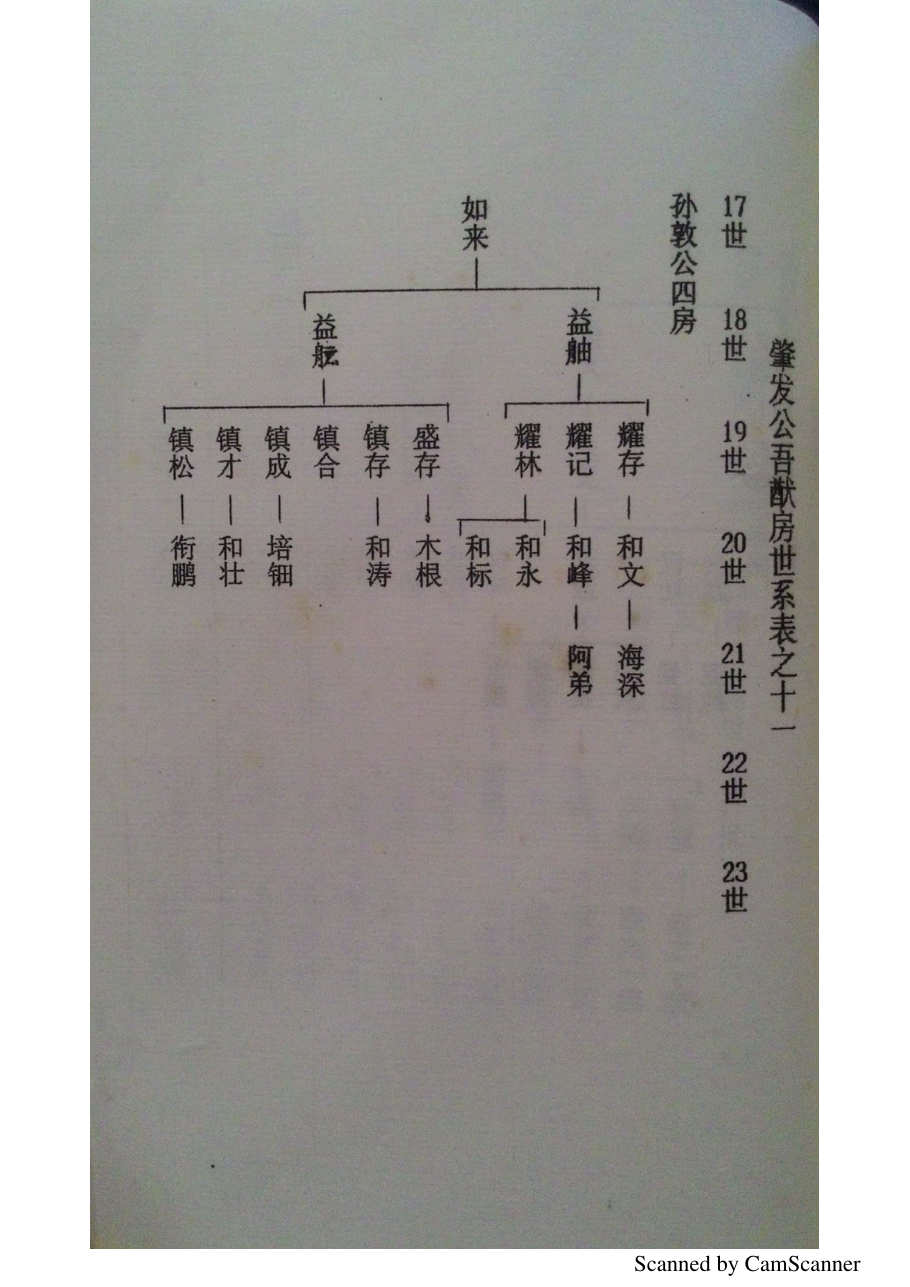 肇发公吾猷房世系表之十一
17世
18世
19世
20世
21世
22世
23世
孙敦公四房
如来
益舳
耀存
和文
海深
耀记
和峰
阿弟
耀林
和永
和标
益
盛存
木根
镇存
和涛
镇合
镇成
培钿
镇才
和壮
镇松
衔鹏
Scanned by CamScanner